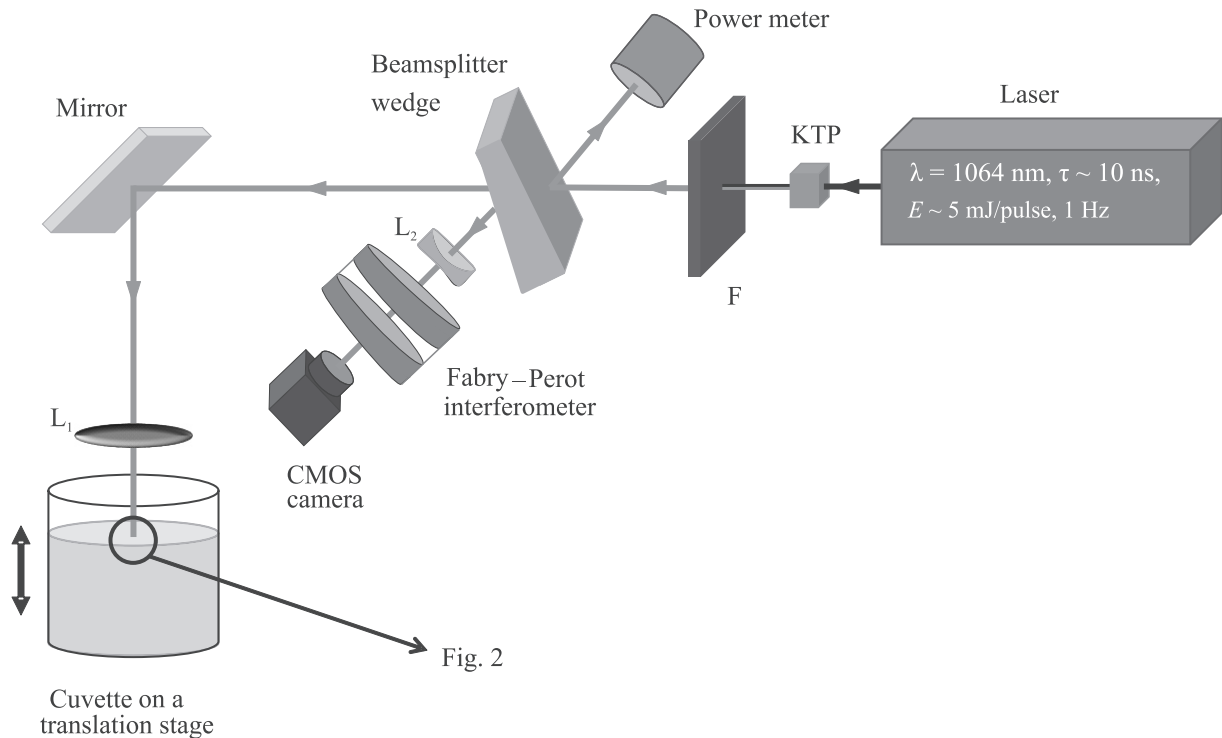 Power meter
Beamsplitter
wedge
Laser
Mirror
KTP
λ = 1064 nm, τ ~ 10 ns,
E ~ 5 mJ/pulse, 1 Hz
L₂
F
Fabry–Perot
interferometer
L₁
CMOS
camera
Fig. 2
Cuvette on a
translation stage